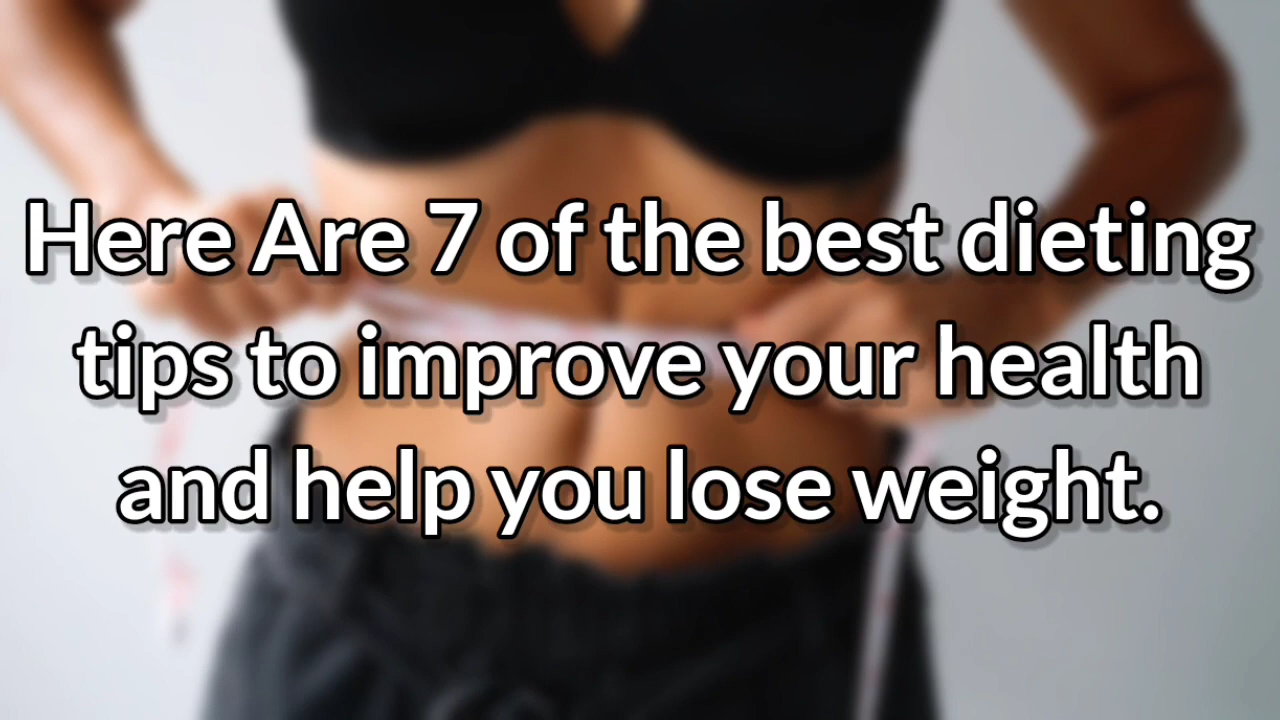 Here Are 7 of the best dieting
tips to improve your health
and help you lose weight.